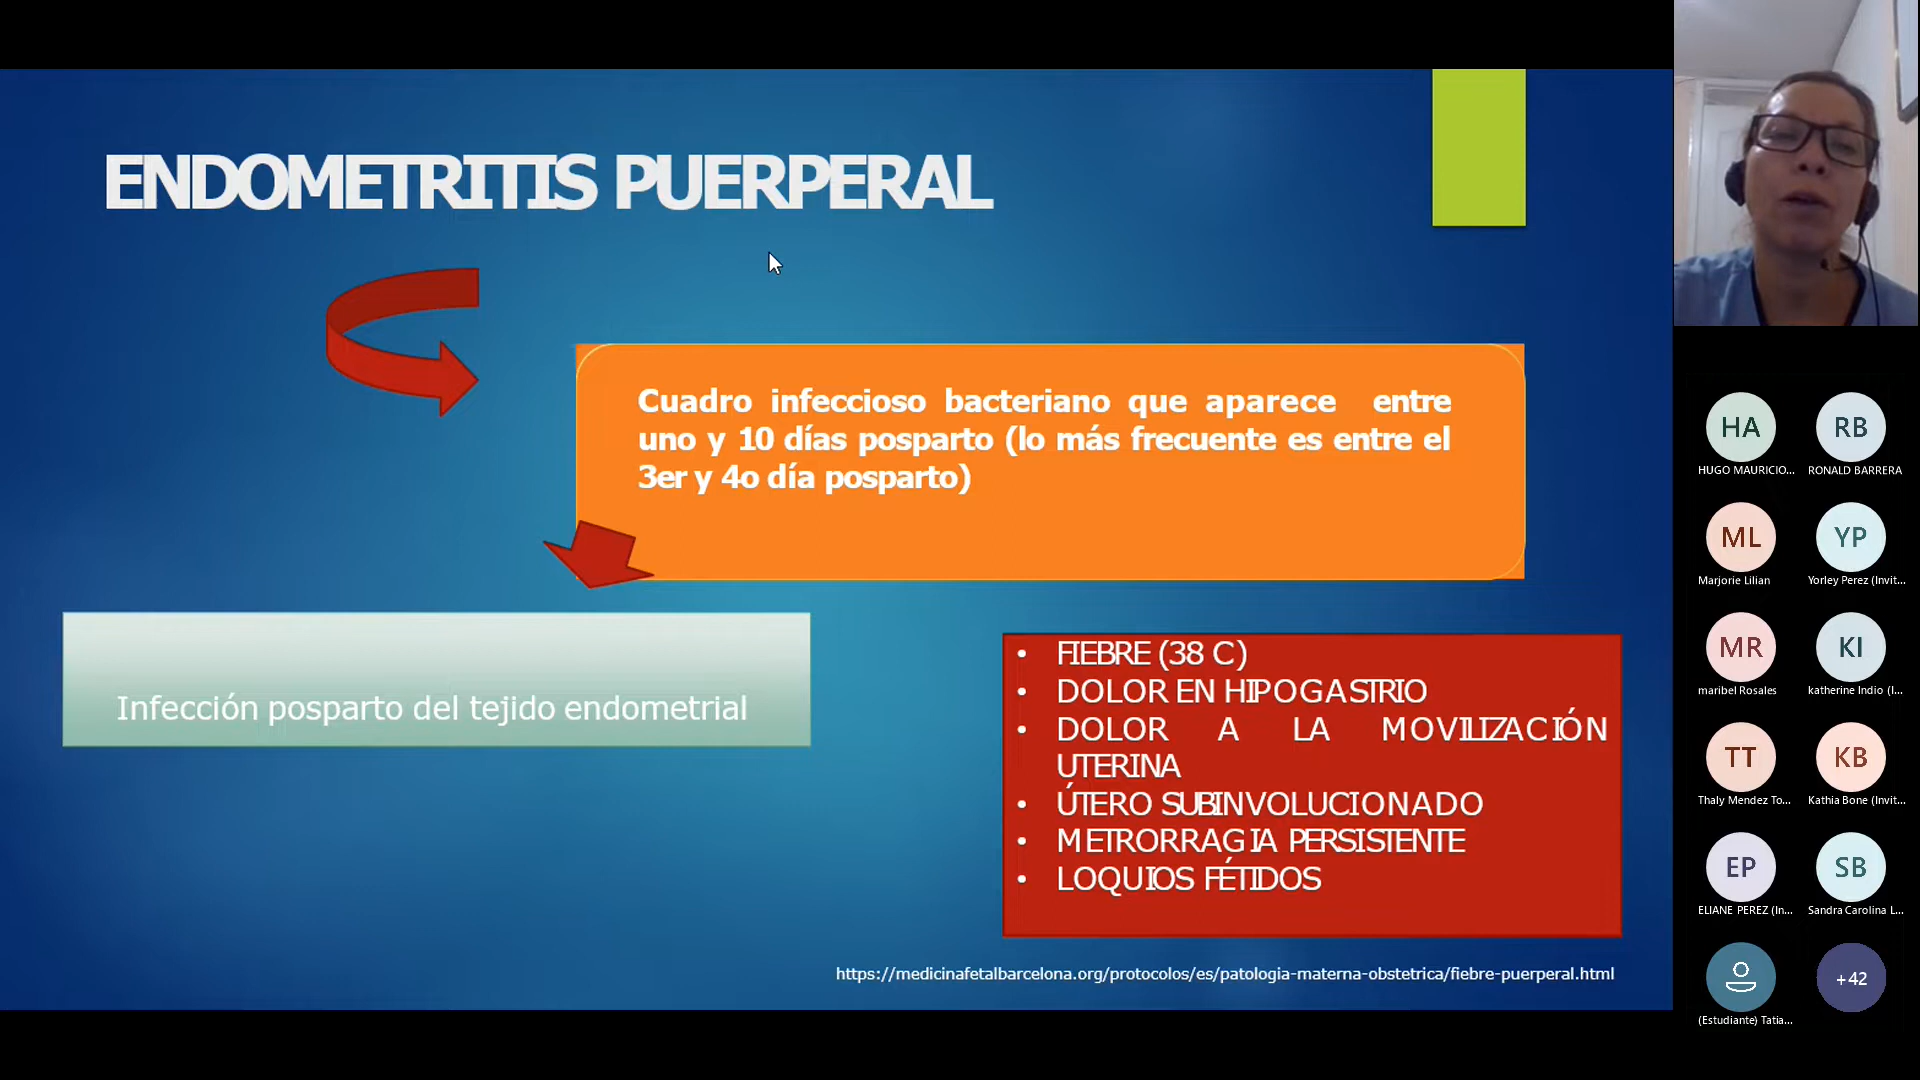 ENDOMETRITIS PUERPERAL
Cuadro infeccioso bacteriano que aparece entre
uno y 10 días posparto (lo más frecuente es entre el
3er y 4o día posparto)
Infección posparto del tejido endometrial
• FIEBRE (38 C)
• DOLOR EN HIPOGASTRIO
• DOLOR A LA MOVILIZACIÓN
UTERINA
• ÚTERO SUBINVOLUCIONADO
• METRORRAGIA PERSISTENTE
• LOQUIOS FÉTIDOS
https://medicinafetalbarcelona.org/protocolos/es/patologia-materna-obstetrica/fiebre-puerperal.html
HA
HUGO MAURICIO...
RB
RONALD BARRERA
ML
Marjorie Lilian
YP
Yorley Perez (Invit...
MR
maribel Rosales
KI
katherine Indio (I...
TT
Thaly Mendez To...
KB
Kathia Bone (Invit...
EP
ELIANE PEREZ (In...
SB
Sandra Carolina L...
(Estudiante) Tatia...
+42